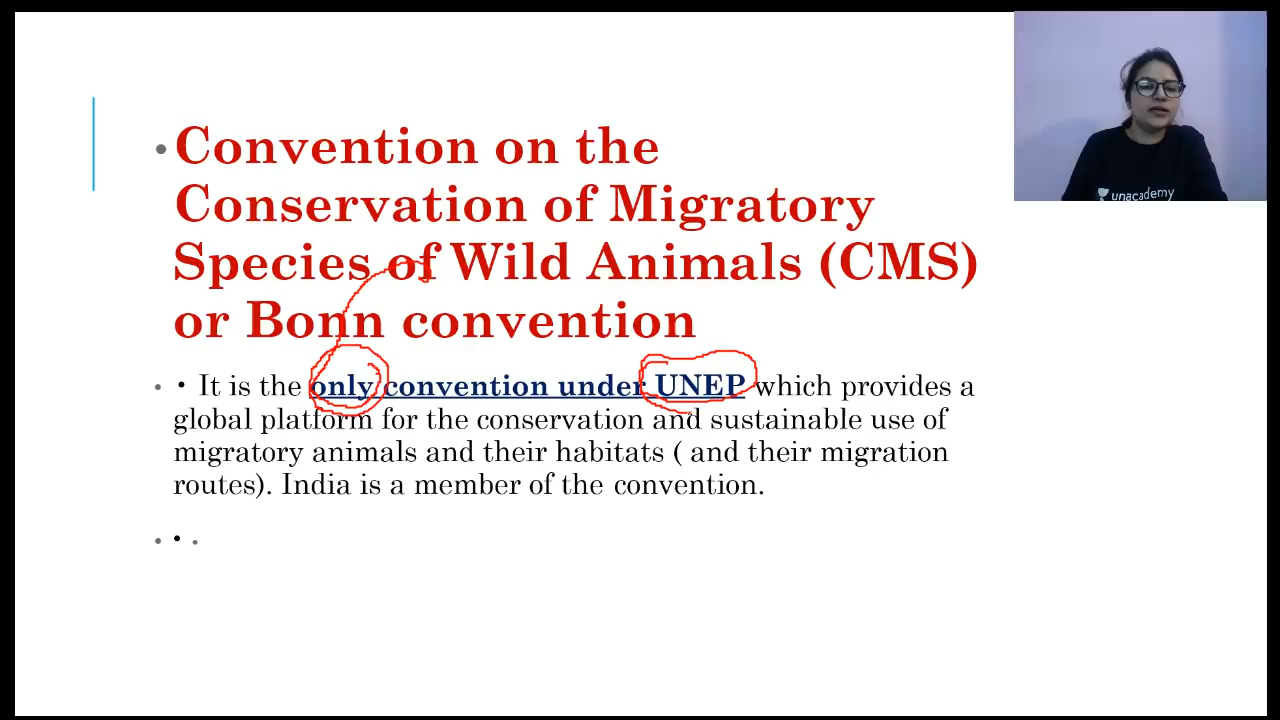 • Convention on the
Conservation of Migratory
Species of Wild Animals (CMS)
or Bonn convention
• • It is the only convention under UNEP which provides a
global platform for the conservation and sustainable use of
migratory animals and their habitats ( and their migration
routes). India is a member of the convention.
• • •
unacademy